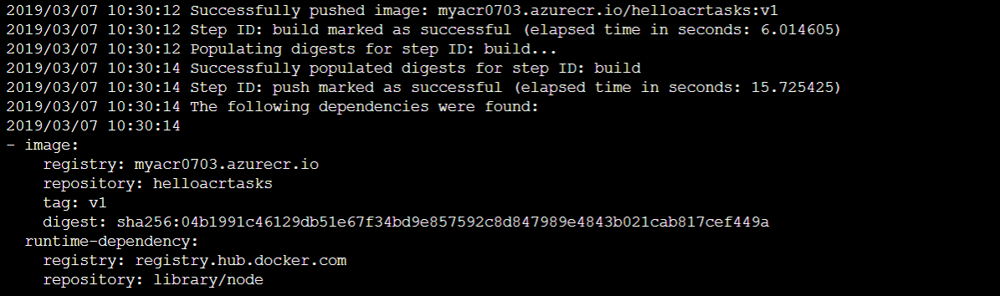 2019/03/07 10:30:12 Successfully pushed image: myacr0703.azurecr.io/helloacrtasks:v1
2019/03/07 10:30:12 Step ID: build marked as successful (elapsed time in seconds: 6.014605)
2019/03/07 10:30:12 Populating digests for step ID: build...
2019/03/07 10:30:14 Successfully populated digests for step ID: build
2019/03/07 10:30:14 Step ID: push marked as successful (elapsed time in seconds: 15.725425)
2019/03/07 10:30:14 The following dependencies were found:
2019/03/07 10:30:14
- image:
    registry: myacr0703.azurecr.io
    repository: helloacrtasks
    tag: v1
    digest: sha256:04b1991c46129db51e67f34bd9e857592c8d847989e4843b021cab817cef449a
  runtime-dependency:
    registry: registry.hub.docker.com
    repository: library/node